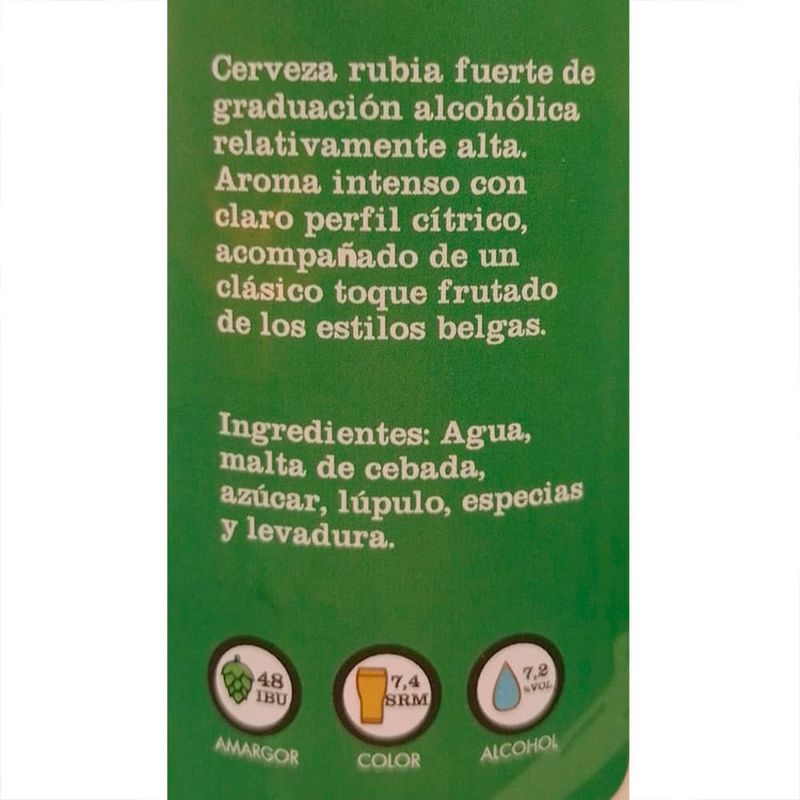 Cerveza rubia fuerte de
graduación alcohólica
relativamente alta.
Aroma intenso con
claro perfil cítrico,
acompañado de un
clásico toque frutado
de los estilos belgas.
Ingredientes: Agua,
malta de cebada,
azúcar, lúpulo, especias
y levadura.
48
IBU
AMARGOR
7,4
SRM
COLOR
7,2
%VOL
ALCOHOL